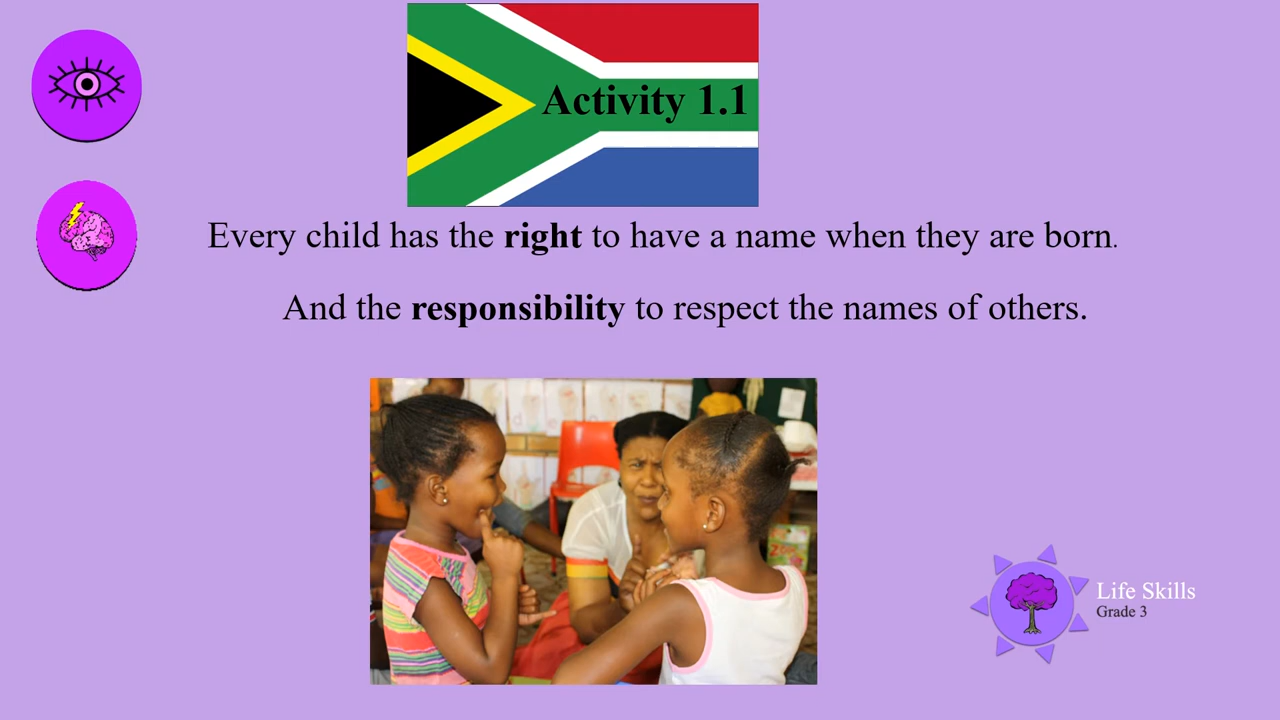 Activity 1.1
Every child has the right to have a name when they are born.
And the responsibility to respect the names of others.
Life Skills
Grade 3